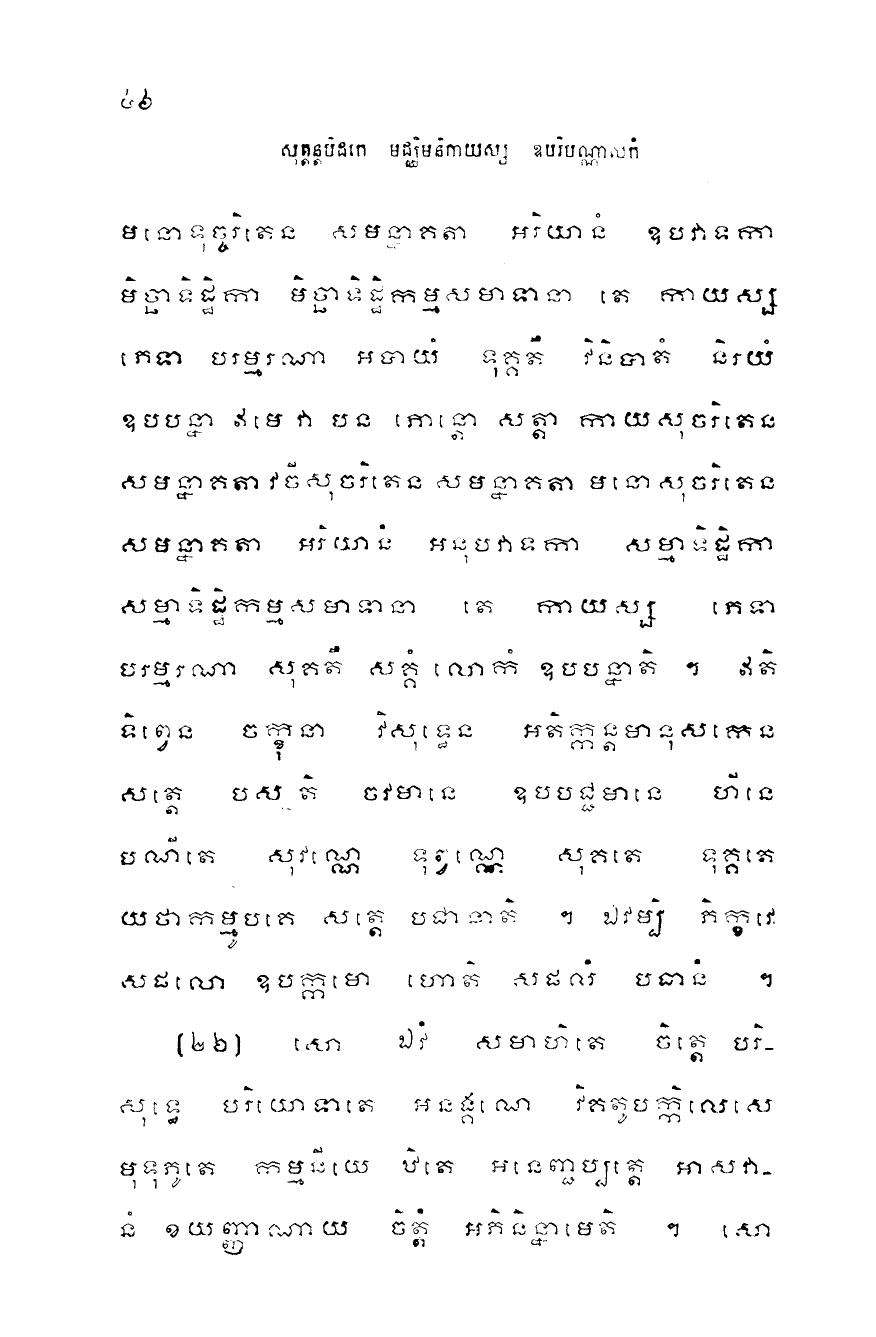 ៤៦
សុត្តន្តបិដកេ មជ្ឈិមនិកាយស្ស ឧបរិបណ្ណាសកំ
មនោទុច្ចរិតេន សមន្នាគតា អរិយានំ ឧបវាទកា
មិច្ឆាទិដ្ឋិកា មិច្ឆាទិដ្ឋិកម្មសមាទានា តេ កាយស្ស
ភេទា បរម្មរណា អបាយំ ទុគ្គតឹ វិនិបាតំ និរយំ
ឧបបន្នា ឥមេ វា បន ភោន្តោ សត្តា កាយសុចរិតេន
សមន្នាគតា វចីសុចរិតេន សមន្នាគតា មនោសុចរិតេន
សមន្នាគតា អរិយានំ អនុបវាទកា សម្មាទិដ្ឋិកា
សម្មាទិដ្ឋិកម្មសមាទានា តេ កាយស្ស ភេទា
បរម្មរណា សុគតឹ សគ្គំ លោកំ ឧបបន្នាតិ ។ ឥតិ
ទិព្វេន ចក្ខុនា វិសុទ្ធេន អតិក្កន្តមានុសកេន
សត្តេ បស្សតិ ចវមានេ ឧបបជ្ជមានេ ហីនេ
បណីតេ សុវណ្ណេ ទុព្វណ្ណេ សុគតេ ទុគ្គតេ
យថាកម្មូបគេ សត្តេ បជានាតិ ។ ឯវម្បិ ភិក្ខវេ
សផលោ ឧបក្កមោ ហោតិ សផលំ បធានំ ។
(២៦) សោ ឯវំ សមាហិតេ ចិត្តេ បរិ-
សុទ្ធេ បរិយោទាតេ អនង្គណេ វិគតូបក្កិលេសេ
មុទុភូតេ កម្មនីយេ ឋិតេ អនេញ្ជប្បត្តេ អាសវា-
នំ ខយញ្ញាណាយ ចិត្តំ អភិនិន្នាមេតិ ។ សោ